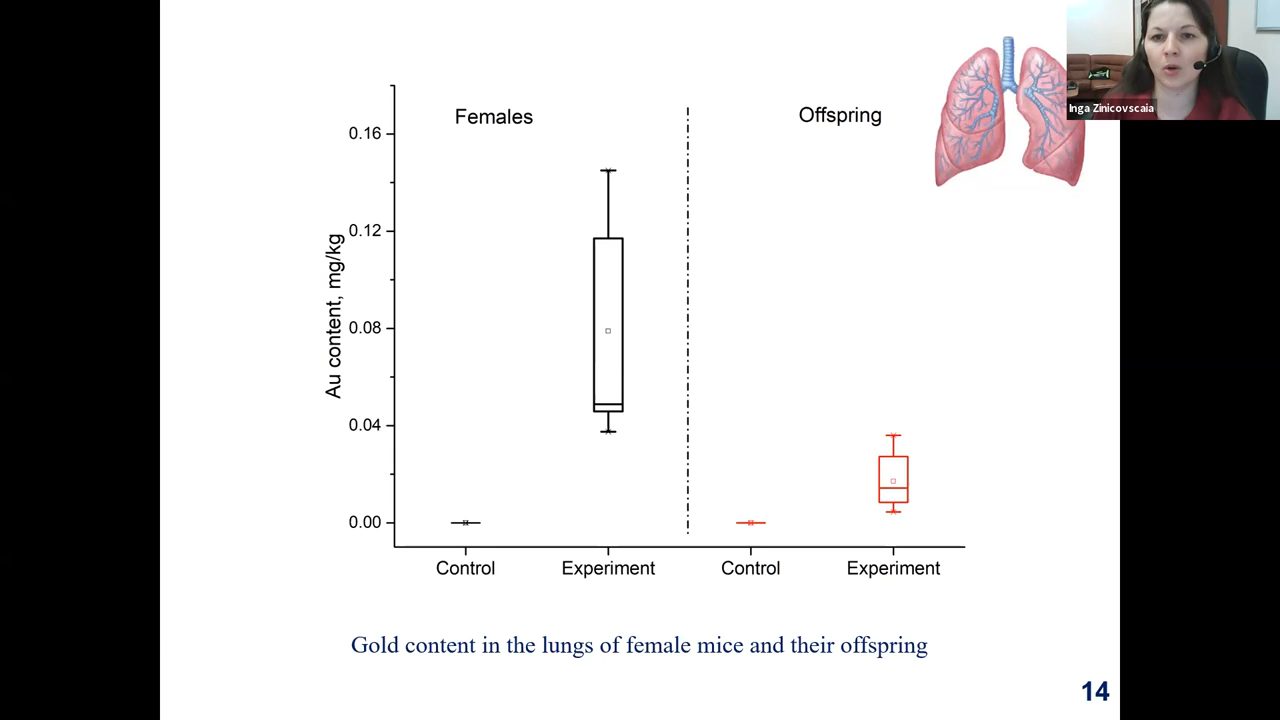 Inga Zinicovscaia
Females
Offspring
0.16
0.12
0.08
0.04
0.00
Au content, mg/kg
Control
Experiment
Control
Experiment
Gold content in the lungs of female mice and their offspring
14